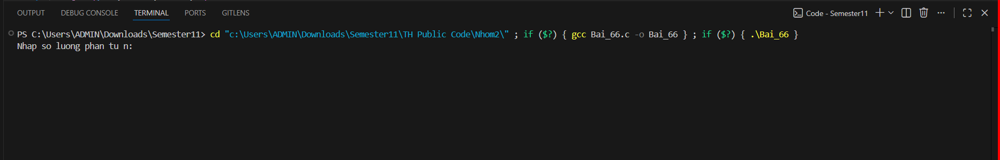 OUTPUT DEBUG CONSOLE TERMINAL PORTS GITLENS Code - Semester11
PS C:\Users\ADMIN\Downloads\Semester11> cd "c:\Users\ADMIN\Downloads\Semester11\TH Public Code\Nhom2\" ; if ($?) { gcc Bai_66.c -o Bai_66 } ; if ($?) { .\Bai_66 }
Nhap so luong phan tu n: